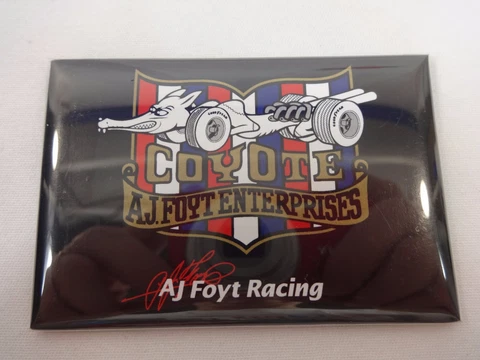 COYOTE
A.J. FOYT ENTERPRISES
AJ Foyt Racing